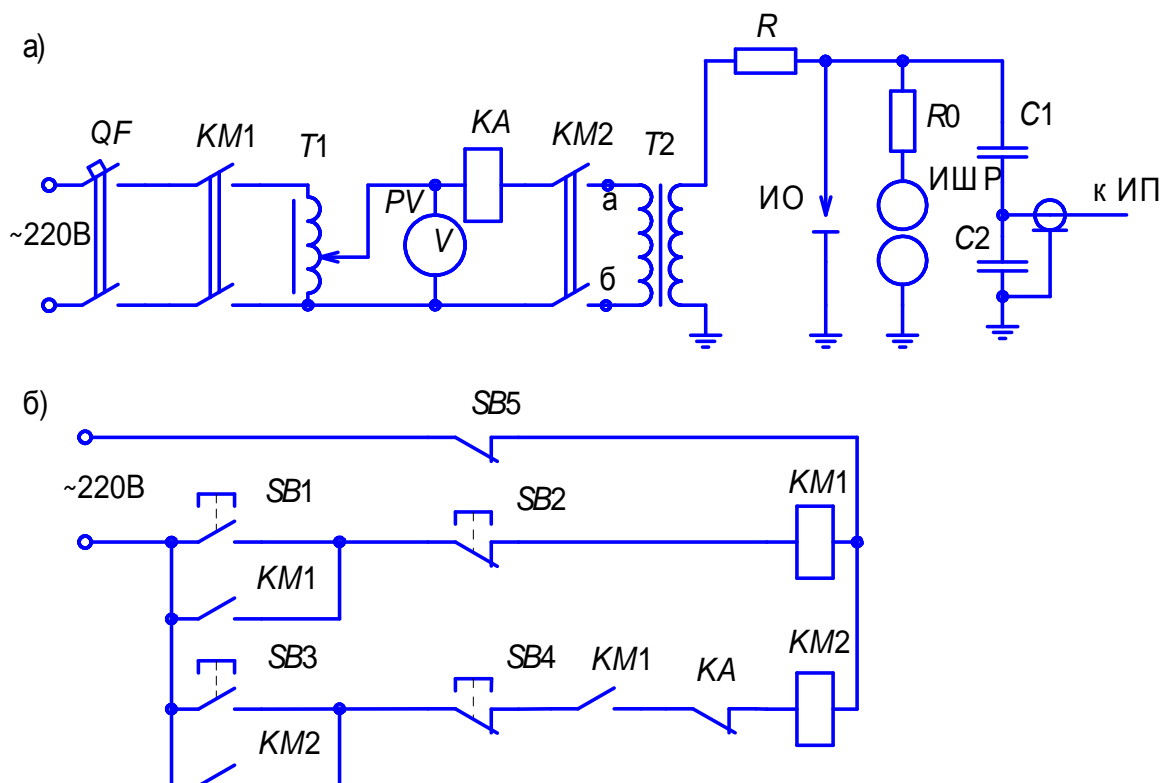 а)
R
QF KM1 T1 KA KM2 T2 R0 C1
PV ИШР к ИП
~220В V а ИО C2
б
б)
SB5
~220В SB1 SB2 KM1
KM1
SB3 SB4 KM1 KA KM2
KM2